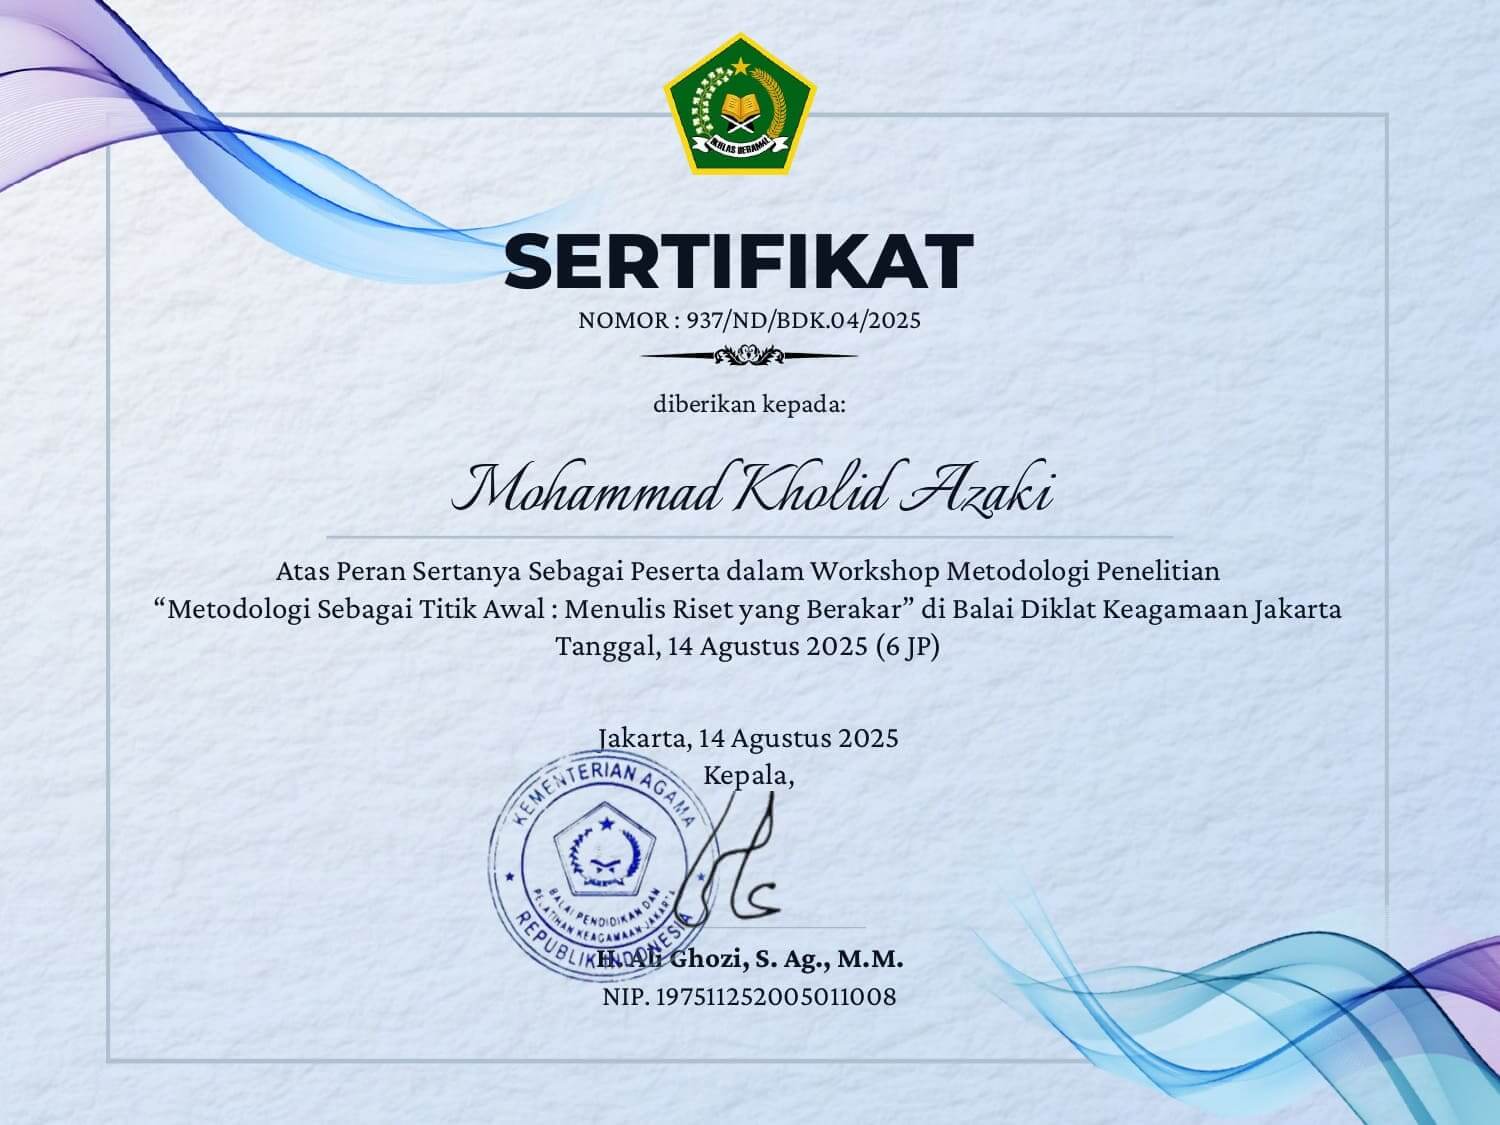 IKHLAS BERAMAL
SERTIFIKAT
NOMOR : 937/ND/BDK.04/2025
diberikan kepada:
Mohammad Kholid Azaki
Atas Peran Sertanya Sebagai Peserta dalam Workshop Metodologi Penelitian
“Metodologi Sebagai Titik Awal : Menulis Riset yang Berakar” di Balai Diklat Keagamaan Jakarta
Tanggal, 14 Agustus 2025 (6 JP)
Jakarta, 14 Agustus 2025
Kepala,
KEMENTERIAN AGAMA
BALAI PENDIDIKAN DAN
PELATIHAN KEAGAMAAN JAKARTA
REPUBLIK INDONESIA
H. Ali Ghozi, S. Ag., M.M.
NIP. 197511252005011008